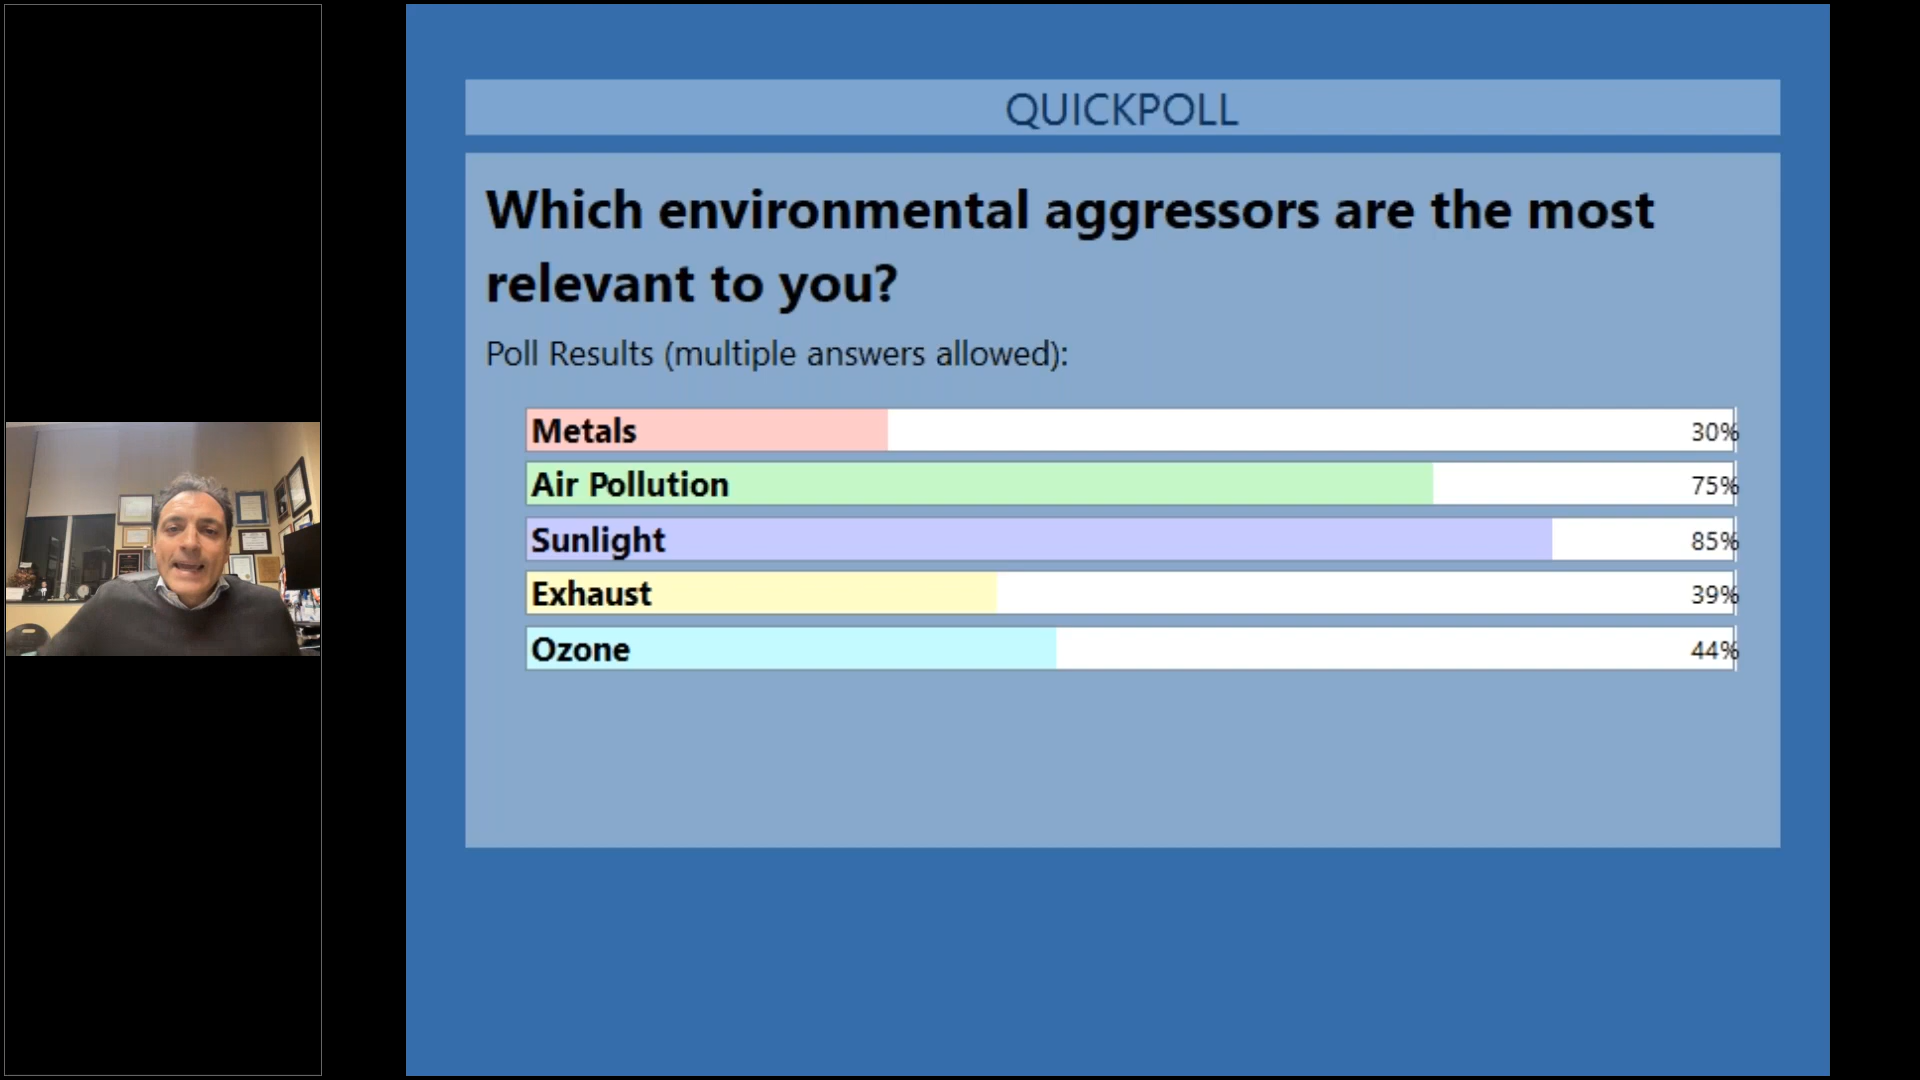 QUICKPOLL
Which environmental aggressors are the most
relevant to you?
Poll Results (multiple answers allowed):
Metals 30%
Air Pollution 75%
Sunlight 85%
Exhaust 39%
Ozone 44%